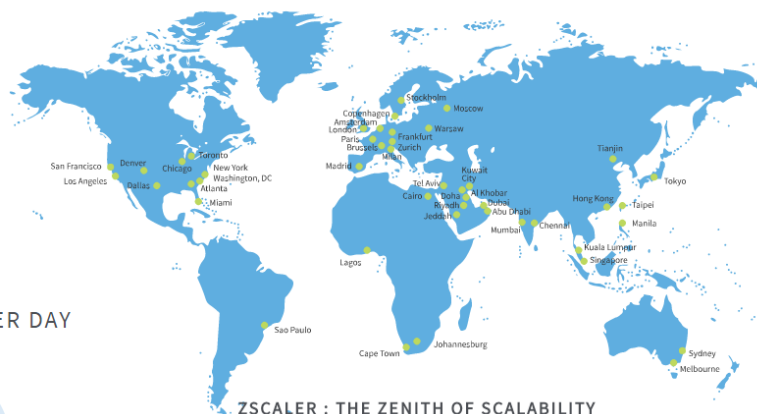 Stockholm
Copenhagen
Moscow
Amsterdam
London
Warsaw
Paris
Frankfurt
Brussels
Zurich
Milan
Madrid
Toronto
San Francisco
Denver
Chicago
New York
Los Angeles
Washington, DC
Dallas
Atlanta
Miami
Kuwait
City
Tel Aviv
Al Khobar
Cairo
Doha
Dubai
Riyadh
Abu Dhabi
Jeddah
Mumbai
Chennai
Tianjin
Tokyo
Hong Kong
Taipei
Manila
Kuala Lumpur
Singapore
Lagos
Sao Paulo
Cape Town
Johannesburg
Sydney
Melbourne
ER DAY
ZSCALER : THE ZENITH OF SCALABILITY